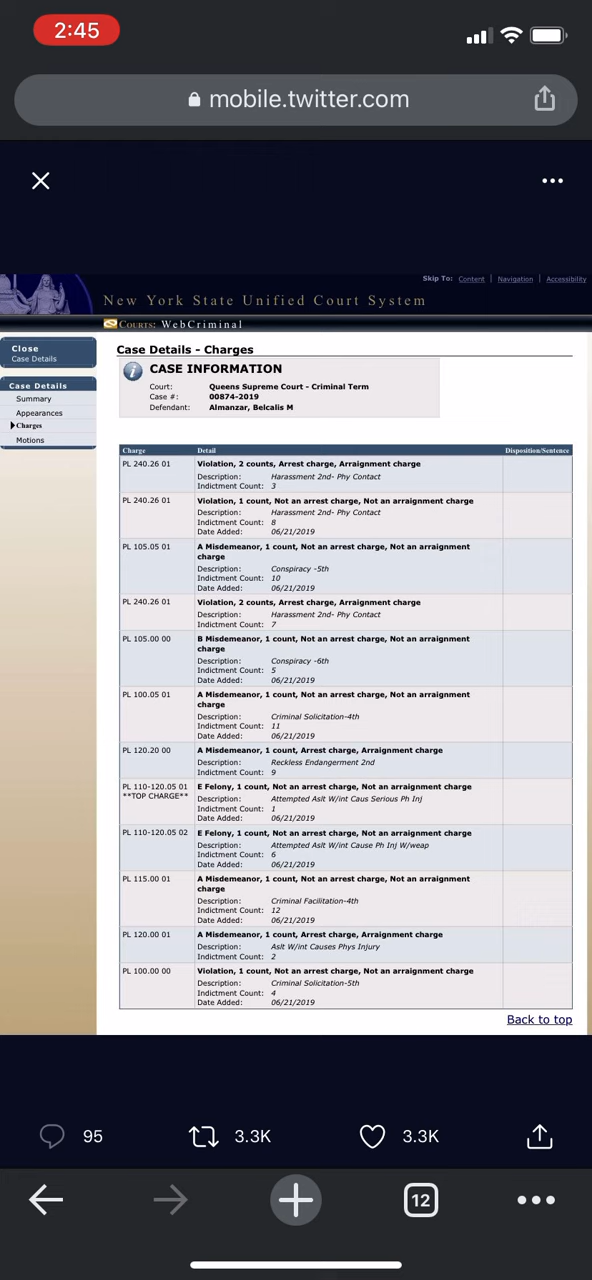 2:45
mobile.twitter.com
Skip To: Content | Navigation | Accessibility
New York State Unified Court System
COURTS: WebCriminal
Close
Case Details
Case Details
Summary
Appearances
Charges
Motions
Case Details - Charges
CASE INFORMATION
Court: Queens Supreme Court - Criminal Term
Case #: 00874-2019
Defendant: Almanzar, Belcalis M
Charge Detail Disposition/Sentence
PL 240.26 01 Violation, 2 counts, Arrest charge, Arraignment charge
Description: Harassment 2nd- Phy Contact
Indictment Count: 3
PL 240.26 01 Violation, 1 count, Not an arrest charge, Not an arraignment charge
Description: Harassment 2nd- Phy Contact
Indictment Count: 8
Date Added: 06/21/2019
PL 105.05 01 A Misdemeanor, 1 count, Not an arrest charge, Not an arraignment
charge
Description: Conspiracy -5th
Indictment Count: 10
Date Added: 06/21/2019
PL 240.26 01 Violation, 2 counts, Arrest charge, Arraignment charge
Description: Harassment 2nd- Phy Contact
Indictment Count: 7
PL 105.00 00 B Misdemeanor, 1 count, Not an arrest charge, Not an arraignment
charge
Description: Conspiracy -6th
Indictment Count: 5
Date Added: 06/21/2019
PL 100.05 01 A Misdemeanor, 1 count, Not an arrest charge, Not an arraignment
charge
Description: Criminal Solicitation-4th
Indictment Count: 11
Date Added: 06/21/2019
PL 120.20 00 A Misdemeanor, 1 count, Arrest charge, Arraignment charge
Description: Reckless Endangerment 2nd
Indictment Count: 9
PL 110-120.05 01 E Felony, 1 count, Not an arrest charge, Not an arraignment charge
**TOP CHARGE** Description: Attempted Aslt W/int Caus Serious Ph Inj
Indictment Count: 1
Date Added: 06/21/2019
PL 110-120.05 02 E Felony, 1 count, Not an arrest charge, Not an arraignment charge
Description: Attempted Aslt W/int Cause Ph Inj W/weap
Indictment Count: 6
Date Added: 06/21/2019
PL 115.00 01 A Misdemeanor, 1 count, Not an arrest charge, Not an arraignment
charge
Description: Criminal Facilitation-4th
Indictment Count: 12
Date Added: 06/21/2019
PL 120.00 01 A Misdemeanor, 1 count, Arrest charge, Arraignment charge
Description: Aslt W/int Causes Phys Injury
Indictment Count: 2
PL 100.00 00 Violation, 1 count, Not an arrest charge, Not an arraignment charge
Description: Criminal Solicitation-5th
Indictment Count: 4
Date Added: 06/21/2019
Back to top
95 3.3K 3.3K
12